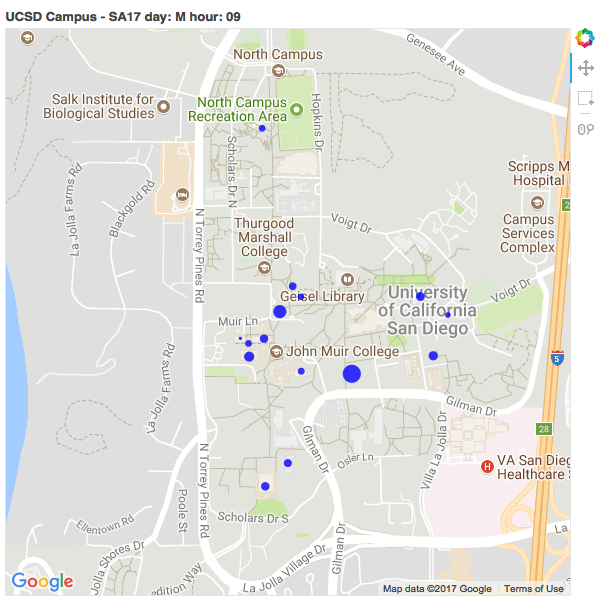 UCSD Campus - SA17 day: M hour: 09
Genesee Ave
North Campus
Salk Institute for
Biological Studies
North Campus
Recreation Area
Hopkins Dr
Scholars Dr N
Scripps M
Hospital
La Jolla Farms Rd
Blackgold Rd
N Torrey Pines Rd
Voigt Dr
Campus
Services
Complex
Thurgood
Marshall
College
Geisel Library
University
of California
San Diego
Voigt Dr
Muir Ln
John Muir College
La Jolla Farms Rd
5
Gilman Dr
28
Villa La Jolla Dr
Gilman Dr
Osler Ln
H
VA San Dieg
Healthcare S
N Torrey Pines Rd
Poole St
Ellentown Rd
Scholars Dr S
La Jolla Shores Dr
La Jolla Village Dr
Gilman Dr
La
edition Way
Google
Map data ©2017 Google
Terms of Use